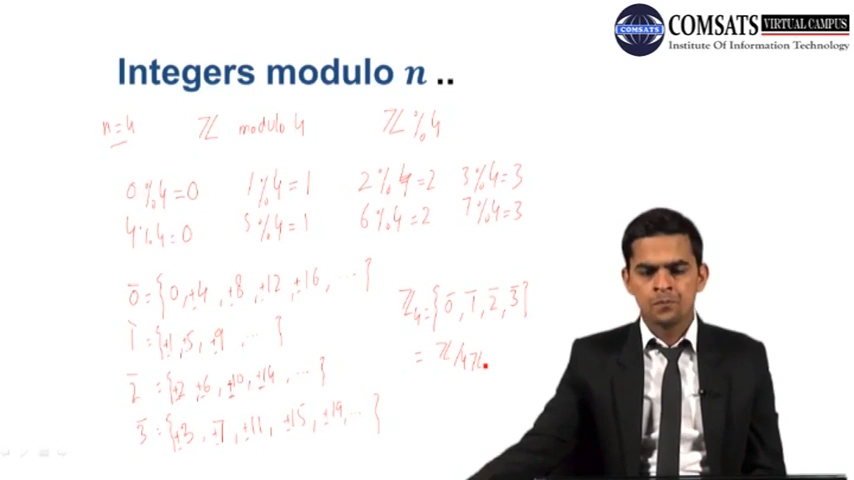 COMSATS VIRTUAL CAMPUS
COMSATS
Institute Of Information Technology
Integers modulo n ..
n=4 ℤ modulo 4 ℤ % 4
0%4=0 1%4=1 2%4=2 3%4=3
4%4=0 5%4=1 6%4=2 7%4=3
0̄={0,±4,±8,±12,±16,...}
1̄={±1,±5,±9,...}
2̄={±2,±6,±10,±14,...}
3̄={±3,±7,±11,±15,±19,...}
ℤ₄={0̄,1̄,2̄,3̄}
=ℤ/4ℤ